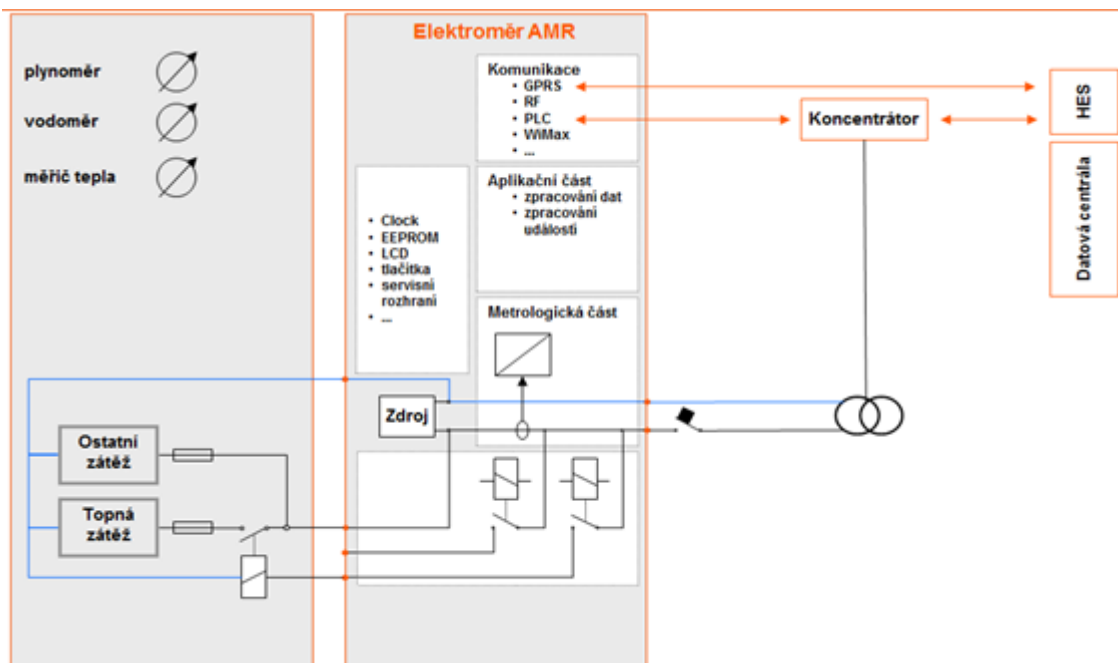 Elektroměr AMR
plynoměr
vodoměr
měřič tepla
Komunikace
• GPRS
• RF
• PLC
• WiMax
• ...
Koncentrátor
HES
Datová centrála
Aplikační část
• zpracování dat
• zpracování
událostí
• Clock
• EEPROM
• LCD
• tlačítka
• servisní
rozhraní
• ...
Metrologická část
Zdroj
Ostatní
zátěž
Topná
zátěž